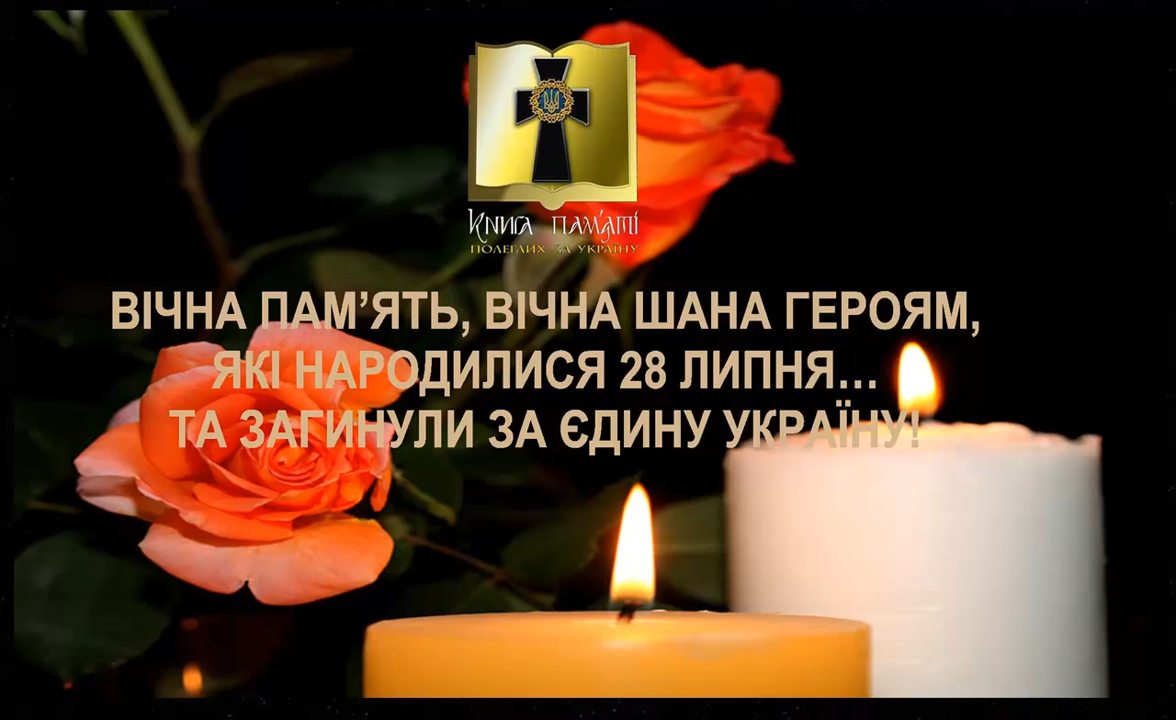 Книга пам'яті
ПОЛЕГЛИХ ЗА УКРАЇНУ
ВІЧНА ПАМ’ЯТЬ, ВІЧНА ШАНА ГЕРОЯМ,
ЯКІ НАРОДИЛИСЯ 28 ЛИПНЯ...
ТА ЗАГИНУЛИ ЗА ЄДИНУ УКРАЇНУ!